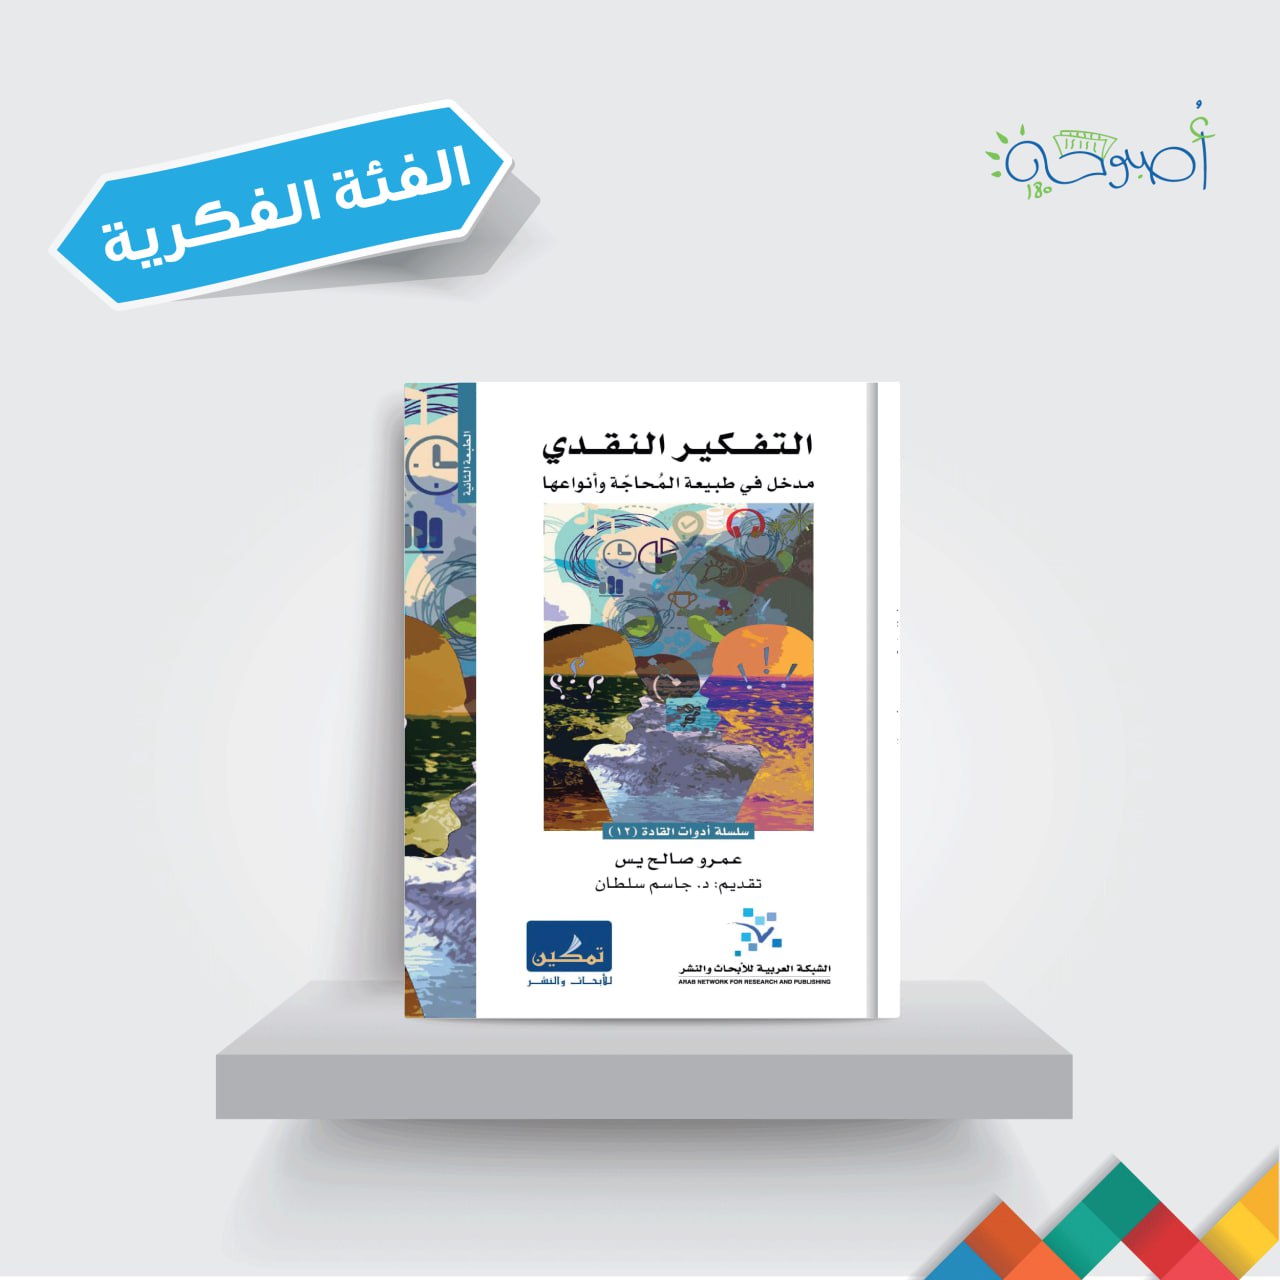 أصبوحة
١٨٠
الفئة الفكرية
الطبعة الثانية
التفكير النقدي
مدخل في طبيعة المُحاجّة وأنواعها
سلسلة أدوات القادة (١٢)
عمرو صالح يس
تقديم: د. جاسم سلطان
الشبكة العربية للأبحاث والنشر
ARAB NETWORK FOR RESEARCH AND PUBLISHING
تمكين
للأبحاث والنشر